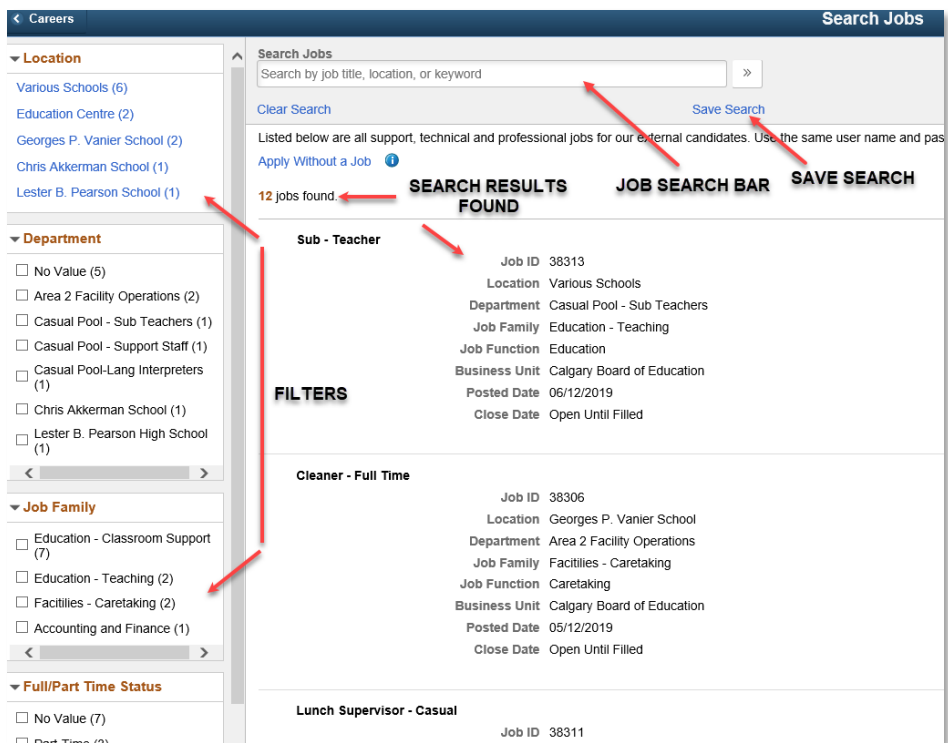 Careers
Search Jobs
Location
Various Schools (6)
Education Centre (2)
Georges P. Vanier School (2)
Chris Akkerman School (1)
Lester B. Pearson School (1)
Department
No Value (5)
Area 2 Facility Operations (2)
Casual Pool - Sub Teachers (1)
Casual Pool - Support Staff (1)
Casual Pool-Lang Interpreters
(1)
Chris Akkerman School (1)
Lester B. Pearson High School
(1)
Job Family
Education - Classroom Support
(7)
Education - Teaching (2)
Facitilies - Caretaking (2)
Accounting and Finance (1)
Full/Part Time Status
No Value (7)
Part Time (3)
Search Jobs
Search by job title, location, or keyword
»
Clear Search
Save Search
Listed below are all support, technical and professional jobs for our external candidates. Use the same user name and pas
Apply Without a Job
12 jobs found.
SEARCH RESULTS
FOUND
JOB SEARCH BAR
SAVE SEARCH
FILTERS
Sub - Teacher
Job ID 38313
Location Various Schools
Department Casual Pool - Sub Teachers
Job Family Education - Teaching
Job Function Education
Business Unit Calgary Board of Education
Posted Date 06/12/2019
Close Date Open Until Filled
Cleaner - Full Time
Job ID 38306
Location Georges P. Vanier School
Department Area 2 Facility Operations
Job Family Facitilies - Caretaking
Job Function Caretaking
Business Unit Calgary Board of Education
Posted Date 05/12/2019
Close Date Open Until Filled
Lunch Supervisor - Casual
Job ID 38311